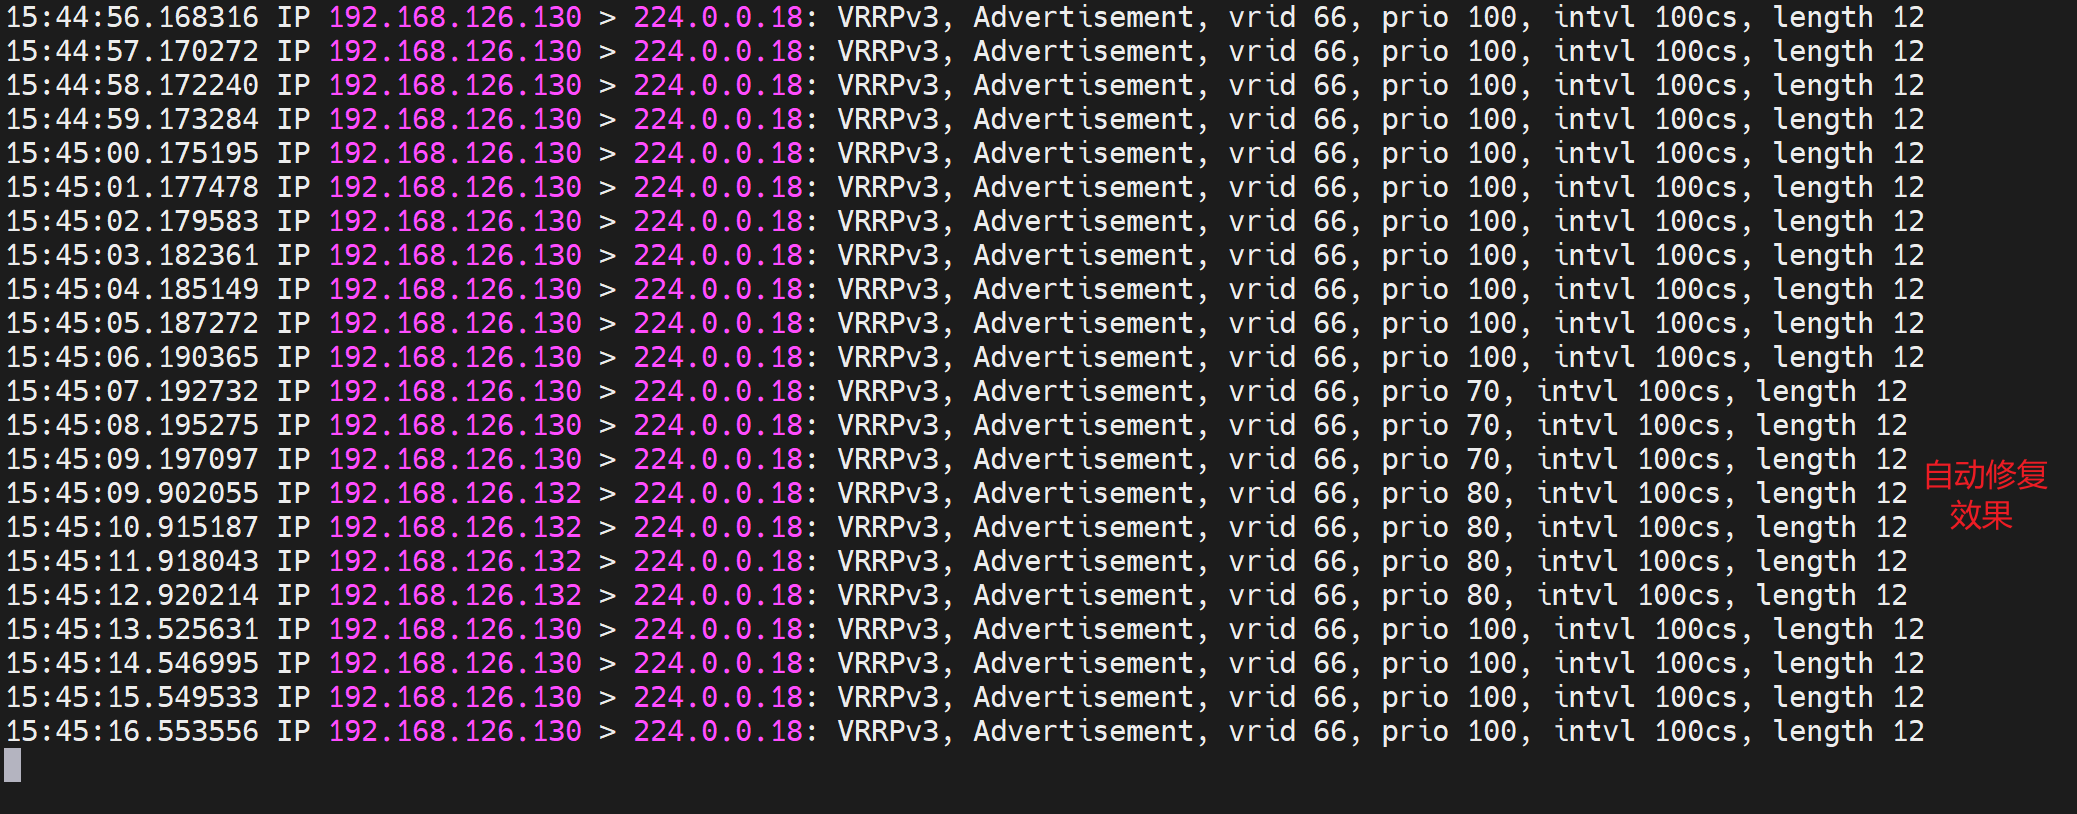 15:44:56.168316 IP 192.168.126.130 > 224.0.0.18: VRRPv3, Advertisement, vrid 66, prio 100, intvl 100cs, length 12
15:44:57.170272 IP 192.168.126.130 > 224.0.0.18: VRRPv3, Advertisement, vrid 66, prio 100, intvl 100cs, length 12
15:44:58.172240 IP 192.168.126.130 > 224.0.0.18: VRRPv3, Advertisement, vrid 66, prio 100, intvl 100cs, length 12
15:44:59.173284 IP 192.168.126.130 > 224.0.0.18: VRRPv3, Advertisement, vrid 66, prio 100, intvl 100cs, length 12
15:45:00.175195 IP 192.168.126.130 > 224.0.0.18: VRRPv3, Advertisement, vrid 66, prio 100, intvl 100cs, length 12
15:45:01.177478 IP 192.168.126.130 > 224.0.0.18: VRRPv3, Advertisement, vrid 66, prio 100, intvl 100cs, length 12
15:45:02.179583 IP 192.168.126.130 > 224.0.0.18: VRRPv3, Advertisement, vrid 66, prio 100, intvl 100cs, length 12
15:45:03.182361 IP 192.168.126.130 > 224.0.0.18: VRRPv3, Advertisement, vrid 66, prio 100, intvl 100cs, length 12
15:45:04.185149 IP 192.168.126.130 > 224.0.0.18: VRRPv3, Advertisement, vrid 66, prio 100, intvl 100cs, length 12
15:45:05.187272 IP 192.168.126.130 > 224.0.0.18: VRRPv3, Advertisement, vrid 66, prio 100, intvl 100cs, length 12
15:45:06.190365 IP 192.168.126.130 > 224.0.0.18: VRRPv3, Advertisement, vrid 66, prio 100, intvl 100cs, length 12
15:45:07.192732 IP 192.168.126.130 > 224.0.0.18: VRRPv3, Advertisement, vrid 66, prio 70, intvl 100cs, length 12
15:45:08.195275 IP 192.168.126.130 > 224.0.0.18: VRRPv3, Advertisement, vrid 66, prio 70, intvl 100cs, length 12
15:45:09.197097 IP 192.168.126.130 > 224.0.0.18: VRRPv3, Advertisement, vrid 66, prio 70, intvl 100cs, length 12
15:45:09.902055 IP 192.168.126.132 > 224.0.0.18: VRRPv3, Advertisement, vrid 66, prio 80, intvl 100cs, length 12
自动修复
15:45:10.915187 IP 192.168.126.132 > 224.0.0.18: VRRPv3, Advertisement, vrid 66, prio 80, intvl 100cs, length 12
效果
15:45:11.918043 IP 192.168.126.132 > 224.0.0.18: VRRPv3, Advertisement, vrid 66, prio 80, intvl 100cs, length 12
15:45:12.920214 IP 192.168.126.132 > 224.0.0.18: VRRPv3, Advertisement, vrid 66, prio 80, intvl 100cs, length 12
15:45:13.525631 IP 192.168.126.130 > 224.0.0.18: VRRPv3, Advertisement, vrid 66, prio 100, intvl 100cs, length 12
15:45:14.546995 IP 192.168.126.130 > 224.0.0.18: VRRPv3, Advertisement, vrid 66, prio 100, intvl 100cs, length 12
15:45:15.549533 IP 192.168.126.130 > 224.0.0.18: VRRPv3, Advertisement, vrid 66, prio 100, intvl 100cs, length 12
15:45:16.553556 IP 192.168.126.130 > 224.0.0.18: VRRPv3, Advertisement, vrid 66, prio 100, intvl 100cs, length 12